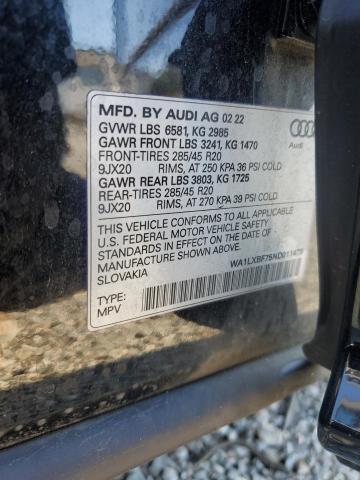 MFD. BY AUDI AG 02 22
GVWR LBS 6581, KG 2985
GAWR FRONT LBS 3241, KG 1470
FRONT-TIRES 285/45 R20
9JX20 RIMS, AT 250 KPA 36 PSI COLD
GAWR REAR LBS 3803, KG 1725
REAR-TIRES 285/45 R20
9JX20 RIMS, AT 270 KPA 39 PSI COLD
THIS VEHICLE CONFORMS TO ALL APPLICABLE
U.S. FEDERAL MOTOR VEHICLE SAFETY
STANDARDS IN EFFECT ON THE DATE OF
MANUFACTURE SHOWN ABOVE.
SLOVAKIA
TYPE:
MPV
Audi